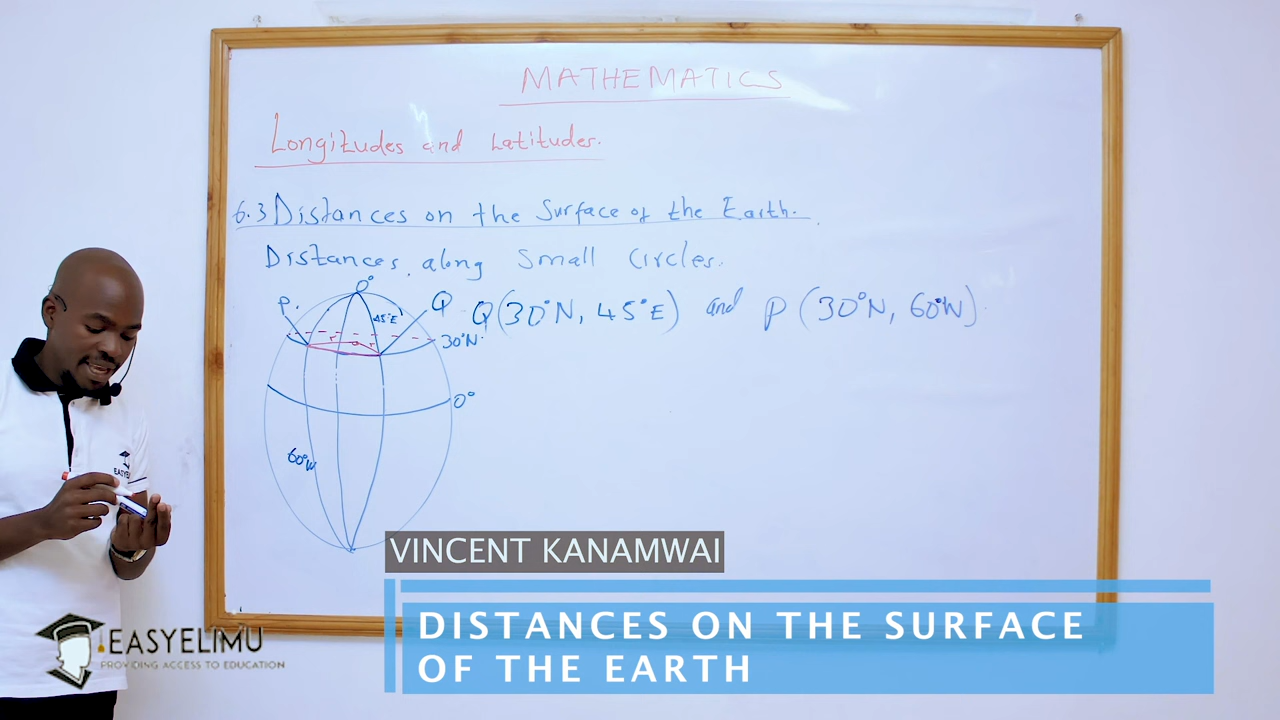 MATHEMATICS
Longitudes and Latitudes.
6.3 Distances on the Surface of the Earth.
Distances along Small Circles.
0°
P.
45°E
Q
Q(30°N, 45°E) and P(30°N, 60°W).
r
r
30°N
0°
60°W
EASYELIMU
PROVIDING ACCESS TO EDUCATION
VINCENT KANAMWAI
DISTANCES ON THE SURFACE
OF THE EARTH